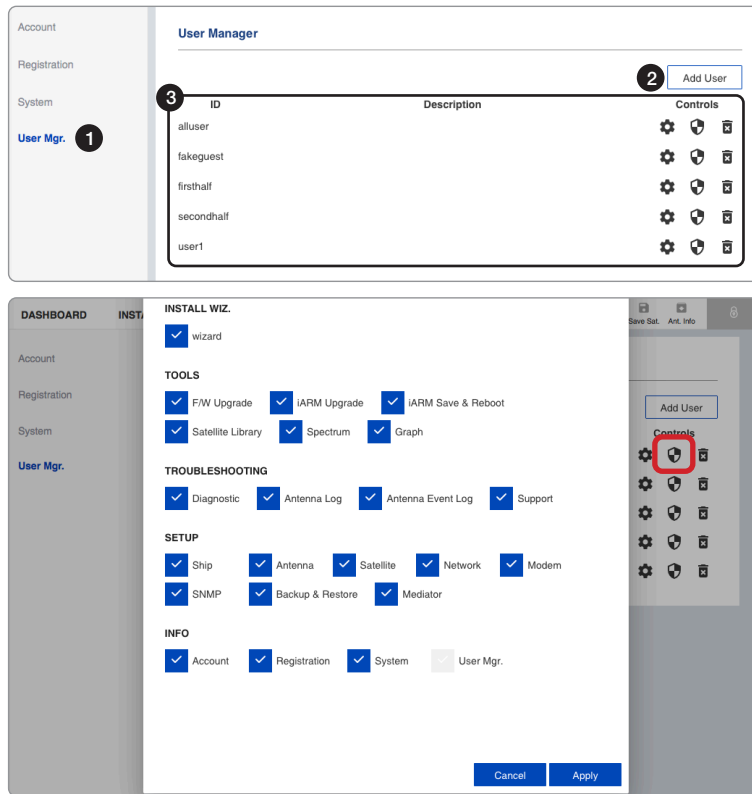 Account
User Manager
Registration
2 Add User
System
3 ID Description Controls
User Mgr. 1
alluser
fakeguest
firsthalf
secondhalf
user1
DASHBOARD INSTA
Save Sat. Ant. Info
Account
Registration
System
User Mgr.
Add User
Controls
INSTALL WIZ.
wizard
TOOLS
F/W Upgrade iARM Upgrade iARM Save & Reboot
Satellite Library Spectrum Graph
TROUBLESHOOTING
Diagnostic Antenna Log Antenna Event Log Support
SETUP
Ship Antenna Satellite Network Modem
SNMP Backup & Restore Mediator
INFO
Account Registration System User Mgr.
Cancel Apply